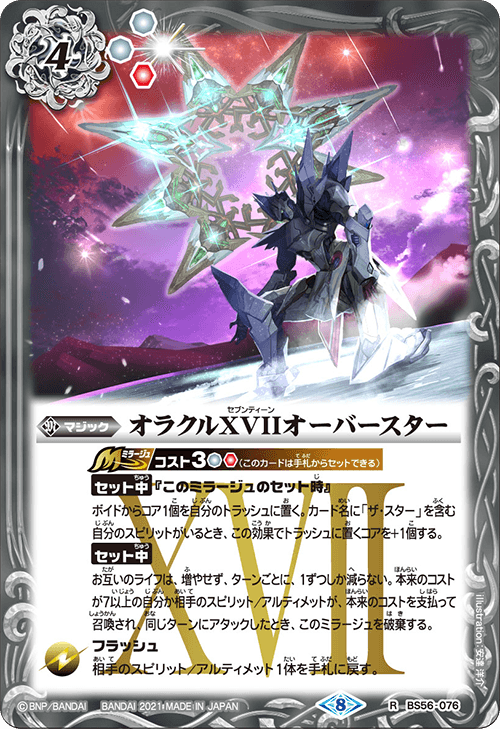 4
マジック
オラクルXVIIオーバースター
セブンティーン
Mミラージュ コスト3(このカードは手札からセットできる)
セット中『このミラージュのセット時』
ボイドからコア1個を自分のトラッシュに置く。カード名に「ザ・スター」を含む
自分のスピリットがいるとき、この効果でトラッシュに置くコアを+1個する。
セット中
お互いのライフは、増やせず、ターンごとに、1ずつしか減らない。本来のコスト
が7以上の自分か相手のスピリット/アルティメットが、本来のコストを支払って
召喚され、同じターンにアタックしたとき、このミラージュを破棄する。
フラッシュ
相手のスピリット/アルティメット1体を手札に戻す。
XVII
illustration:安達洋介
©BNP/BANDAI BANDAI 2021 MADE IN JAPAN
8
R BS56-076